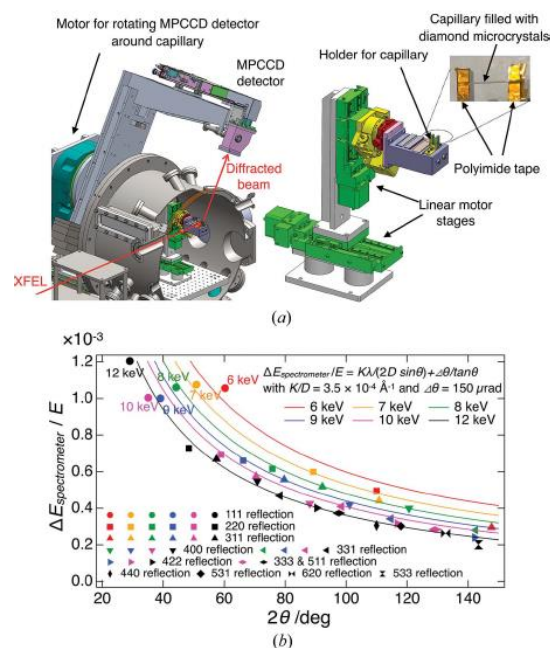 Motor for rotating MPCCD detector
around capillary
MPCCD
detector
Diffracted
beam
XFEL
Capillary filled with
diamond microcrystals
Holder for capillary
Polyimide tape
Linear motor
stages
(a)
×10⁻³
ΔE_spectrometer / E
1.2
1.0
0.8
0.6
0.4
0.2
0.0
12 keV
10 keV
9 keV
8 keV
7 keV
6 keV
ΔE_spectrometer/E = Kλ/(2D sinθ)+⊿θ/tanθ
with K/D = 3.5 × 10⁻⁴ Å⁻¹ and ⊿θ = 150 μrad
6 keV 7 keV 8 keV
9 keV 10 keV 12 keV
111 reflection
220 reflection
311 reflection
400 reflection 331 reflection
422 reflection 333 & 511 reflection
440 reflection 531 reflection 620 reflection 533 reflection
20 40 60 80 100 120 140
2θ /deg
(b)